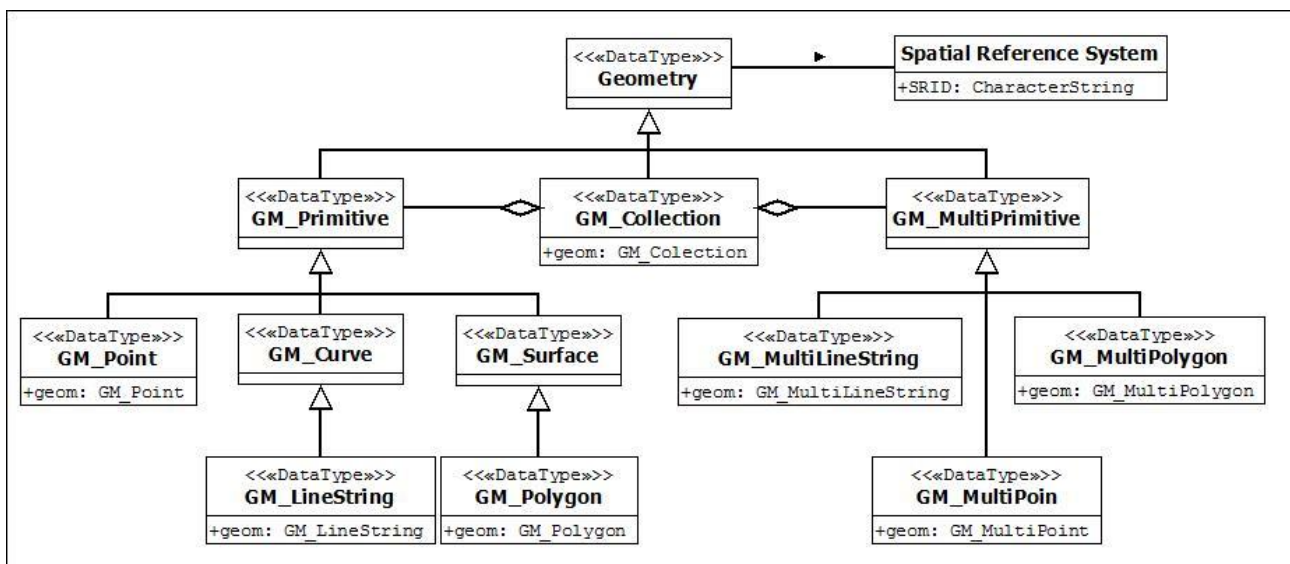 <<«DataType»>>
Geometry
Spatial Reference System
+SRID: CharacterString
<<«DataType»>>
GM_Primitive
<<«DataType»>>
GM_Collection
+geom: GM_Colection
<<«DataType»>>
GM_MultiPrimitive
<<«DataType»>>
GM_Point
+geom: GM_Point
<<«DataType»>>
GM_Curve
<<«DataType»>>
GM_Surface
<<«DataType»>>
GM_MultiLineString
+geom: GM_MultiLineString
<<«DataType»>>
GM_MultiPolygon
+geom: GM_MultiPolygon
<<«DataType»>>
GM_LineString
+geom: GM_LineString
<<«DataType»>>
GM_Polygon
+geom: GM_Polygon
<<«DataType»>>
GM_MultiPoin
+geom: GM_MultiPoint